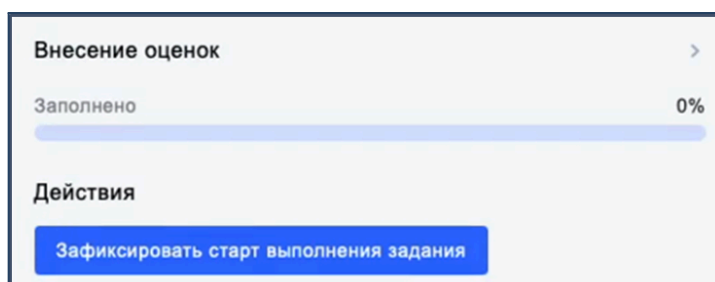 Внесение оценок
Заполнено 0%
Действия
Зафиксировать старт выполнения задания